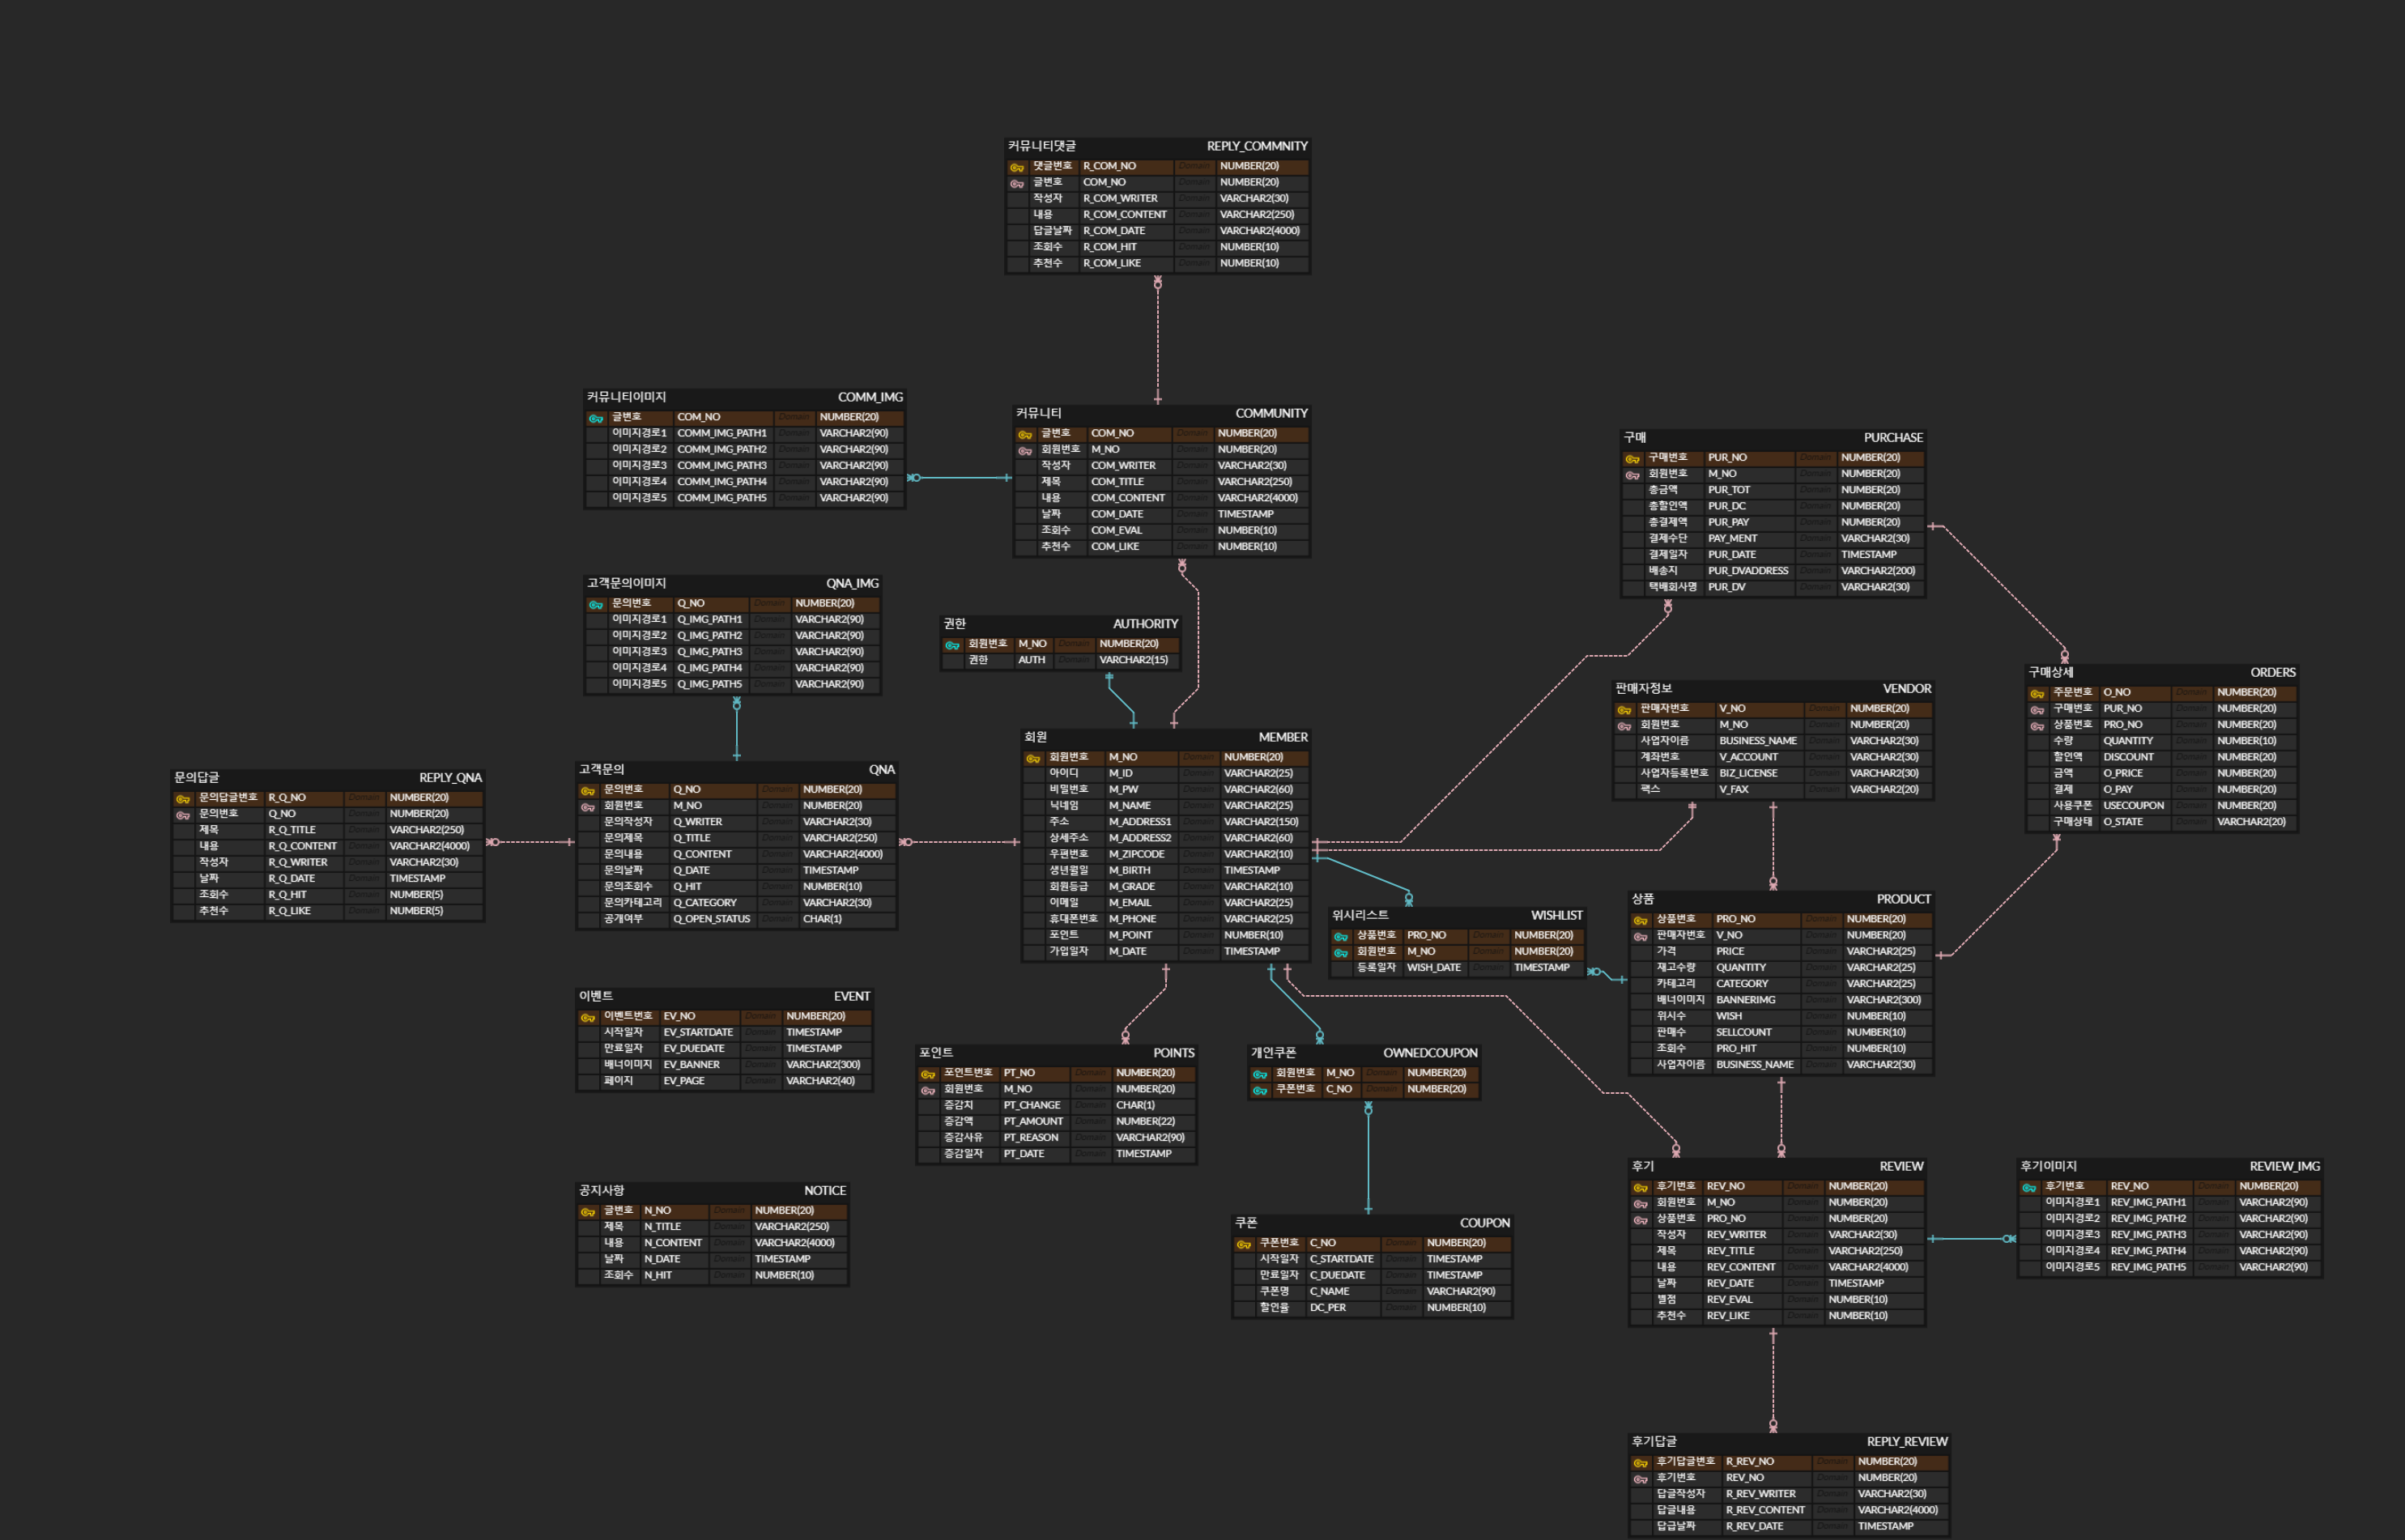 커뮤니티댓글 REPLY_COMMNITY
댓글번호 R_COM_NO Domain NUMBER(20)
글번호 COM_NO Domain NUMBER(20)
작성자 R_COM_WRITER Domain VARCHAR2(30)
내용 R_COM_CONTENT Domain VARCHAR2(250)
답글날짜 R_COM_DATE Domain VARCHAR2(4000)
조회수 R_COM_HIT Domain NUMBER(10)
추천수 R_COM_LIKE Domain NUMBER(10)
커뮤니티이미지 COMM_IMG
글번호 COM_NO Domain NUMBER(20)
이미지경로1 COMM_IMG_PATH1 Domain VARCHAR2(90)
이미지경로2 COMM_IMG_PATH2 Domain VARCHAR2(90)
이미지경로3 COMM_IMG_PATH3 Domain VARCHAR2(90)
이미지경로4 COMM_IMG_PATH4 Domain VARCHAR2(90)
이미지경로5 COMM_IMG_PATH5 Domain VARCHAR2(90)
커뮤니티 COMMUNITY
글번호 COM_NO Domain NUMBER(20)
회원번호 M_NO Domain NUMBER(20)
작성자 COM_WRITER Domain VARCHAR2(30)
제목 COM_TITLE Domain VARCHAR2(250)
내용 COM_CONTENT Domain VARCHAR2(4000)
날짜 COM_DATE Domain TIMESTAMP
조회수 COM_EVAL Domain NUMBER(10)
추천수 COM_LIKE Domain NUMBER(10)
구매 PURCHASE
구매번호 PUR_NO Domain NUMBER(20)
회원번호 M_NO Domain NUMBER(20)
총금액 PUR_TOT Domain NUMBER(20)
총할인액 PUR_DC Domain NUMBER(20)
총결제액 PUR_PAY Domain NUMBER(20)
결제수단 PAY_MENT Domain VARCHAR2(30)
결제일자 PUR_DATE Domain TIMESTAMP
배송지 PUR_DVADDRESS Domain VARCHAR2(200)
택배회사명 PUR_DV Domain VARCHAR2(30)
고객문의이미지 QNA_IMG
문의번호 Q_NO Domain NUMBER(20)
이미지경로1 Q_IMG_PATH1 Domain VARCHAR2(90)
이미지경로2 Q_IMG_PATH2 Domain VARCHAR2(90)
이미지경로3 Q_IMG_PATH3 Domain VARCHAR2(90)
이미지경로4 Q_IMG_PATH4 Domain VARCHAR2(90)
이미지경로5 Q_IMG_PATH5 Domain VARCHAR2(90)
권한 AUTHORITY
회원번호 M_NO Domain NUMBER(20)
권한 AUTH Domain VARCHAR2(15)
구매상세 ORDERS
주문번호 O_NO Domain NUMBER(20)
구매번호 PUR_NO Domain NUMBER(20)
상품번호 PRO_NO Domain NUMBER(20)
수량 QUANTITY Domain NUMBER(10)
할인액 DISCOUNT Domain NUMBER(20)
금액 O_PRICE Domain NUMBER(20)
결제 O_PAY Domain NUMBER(20)
사용쿠폰 USECOUPON Domain NUMBER(20)
구매상태 O_STATE Domain VARCHAR2(20)
판매자정보 VENDOR
판매자번호 V_NO Domain NUMBER(20)
회원번호 M_NO Domain NUMBER(20)
사업자이름 BUSINESS_NAME Domain VARCHAR2(30)
계좌번호 V_ACCOUNT Domain VARCHAR2(30)
사업자등록번호 BIZ_LICENSE Domain VARCHAR2(30)
팩스 V_FAX Domain VARCHAR2(20)
회원 MEMBER
회원번호 M_NO Domain NUMBER(20)
아이디 M_ID Domain VARCHAR2(25)
비밀번호 M_PW Domain VARCHAR2(60)
닉네임 M_NAME Domain VARCHAR2(25)
주소 M_ADDRESS1 Domain VARCHAR2(150)
상세주소 M_ADDRESS2 Domain VARCHAR2(60)
우편번호 M_ZIPCODE Domain VARCHAR2(10)
생년월일 M_BIRTH Domain TIMESTAMP
회원등급 M_GRADE Domain VARCHAR2(10)
이메일 M_EMAIL Domain VARCHAR2(25)
휴대폰번호 M_PHONE Domain VARCHAR2(25)
포인트 M_POINT Domain NUMBER(10)
가입일자 M_DATE Domain TIMESTAMP
문의답글 REPLY_QNA
문의답글번호 R_Q_NO Domain NUMBER(20)
문의번호 Q_NO Domain NUMBER(20)
제목 R_Q_TITLE Domain VARCHAR2(250)
내용 R_Q_CONTENT Domain VARCHAR2(4000)
작성자 R_Q_WRITER Domain VARCHAR2(30)
날짜 R_Q_DATE Domain TIMESTAMP
조회수 R_Q_HIT Domain NUMBER(5)
추천수 R_Q_LIKE Domain NUMBER(5)
고객문의 QNA
문의번호 Q_NO Domain NUMBER(20)
회원번호 M_NO Domain NUMBER(20)
문의작성자 Q_WRITER Domain VARCHAR2(30)
문의제목 Q_TITLE Domain VARCHAR2(250)
문의내용 Q_CONTENT Domain VARCHAR2(4000)
문의날짜 Q_DATE Domain TIMESTAMP
문의조회수 Q_HIT Domain NUMBER(10)
문의카테고리 Q_CATEGORY Domain VARCHAR2(30)
공개여부 Q_OPEN_STATUS Domain CHAR(1)
위시리스트 WISHLIST
상품번호 PRO_NO Domain NUMBER(20)
회원번호 M_NO Domain NUMBER(20)
등록일자 WISH_DATE Domain TIMESTAMP
상품 PRODUCT
상품번호 PRO_NO Domain NUMBER(20)
판매자번호 V_NO Domain NUMBER(20)
가격 PRICE Domain VARCHAR2(25)
재고수량 QUANTITY Domain VARCHAR2(25)
카테고리 CATEGORY Domain VARCHAR2(25)
배너이미지 BANNERIMG Domain VARCHAR2(300)
위시수 WISH Domain NUMBER(10)
판매수 SELLCOUNT Domain NUMBER(10)
조회수 PRO_HIT Domain NUMBER(10)
사업자이름 BUSINESS_NAME Domain VARCHAR2(30)
이벤트 EVENT
이벤트번호 EV_NO Domain NUMBER(20)
시작일자 EV_STARTDATE Domain TIMESTAMP
만료일자 EV_DUEDATE Domain TIMESTAMP
배너이미지 EV_BANNER Domain VARCHAR2(300)
페이지 EV_PAGE Domain VARCHAR2(40)
포인트 POINTS
포인트번호 PT_NO Domain NUMBER(20)
회원번호 M_NO Domain NUMBER(20)
증감치 PT_CHANGE Domain CHAR(1)
증감액 PT_AMOUNT Domain NUMBER(22)
증감사유 PT_REASON Domain VARCHAR2(90)
증감일자 PT_DATE Domain TIMESTAMP
개인쿠폰 OWNEDCOUPON
회원번호 M_NO Domain NUMBER(20)
쿠폰번호 C_NO Domain NUMBER(20)
공지사항 NOTICE
글번호 N_NO Domain NUMBER(20)
제목 N_TITLE Domain VARCHAR2(250)
내용 N_CONTENT Domain VARCHAR2(4000)
날짜 N_DATE Domain TIMESTAMP
조회수 N_HIT Domain NUMBER(10)
쿠폰 COUPON
쿠폰번호 C_NO Domain NUMBER(20)
시작일자 C_STARTDATE Domain TIMESTAMP
만료일자 C_DUEDATE Domain TIMESTAMP
쿠폰명 C_NAME Domain VARCHAR2(90)
할인율 DC_PER Domain NUMBER(10)
후기 REVIEW
후기번호 REV_NO Domain NUMBER(20)
회원번호 M_NO Domain NUMBER(20)
상품번호 PRO_NO Domain NUMBER(20)
작성자 REV_WRITER Domain VARCHAR2(30)
제목 REV_TITLE Domain VARCHAR2(250)
내용 REV_CONTENT Domain VARCHAR2(4000)
날짜 REV_DATE Domain TIMESTAMP
별점 REV_EVAL Domain NUMBER(10)
추천수 REV_LIKE Domain NUMBER(10)
후기이미지 REVIEW_IMG
후기번호 REV_NO Domain NUMBER(20)
이미지경로1 REV_IMG_PATH1 Domain VARCHAR2(90)
이미지경로2 REV_IMG_PATH2 Domain VARCHAR2(90)
이미지경로3 REV_IMG_PATH3 Domain VARCHAR2(90)
이미지경로4 REV_IMG_PATH4 Domain VARCHAR2(90)
이미지경로5 REV_IMG_PATH5 Domain VARCHAR2(90)
후기답글 REPLY_REVIEW
후기답글번호 R_REV_NO Domain NUMBER(20)
후기번호 REV_NO Domain NUMBER(20)
답글작성자 R_REV_WRITER Domain VARCHAR2(30)
답글내용 R_REV_CONTENT Domain VARCHAR2(4000)
답급날짜 R_REV_DATE Domain TIMESTAMP